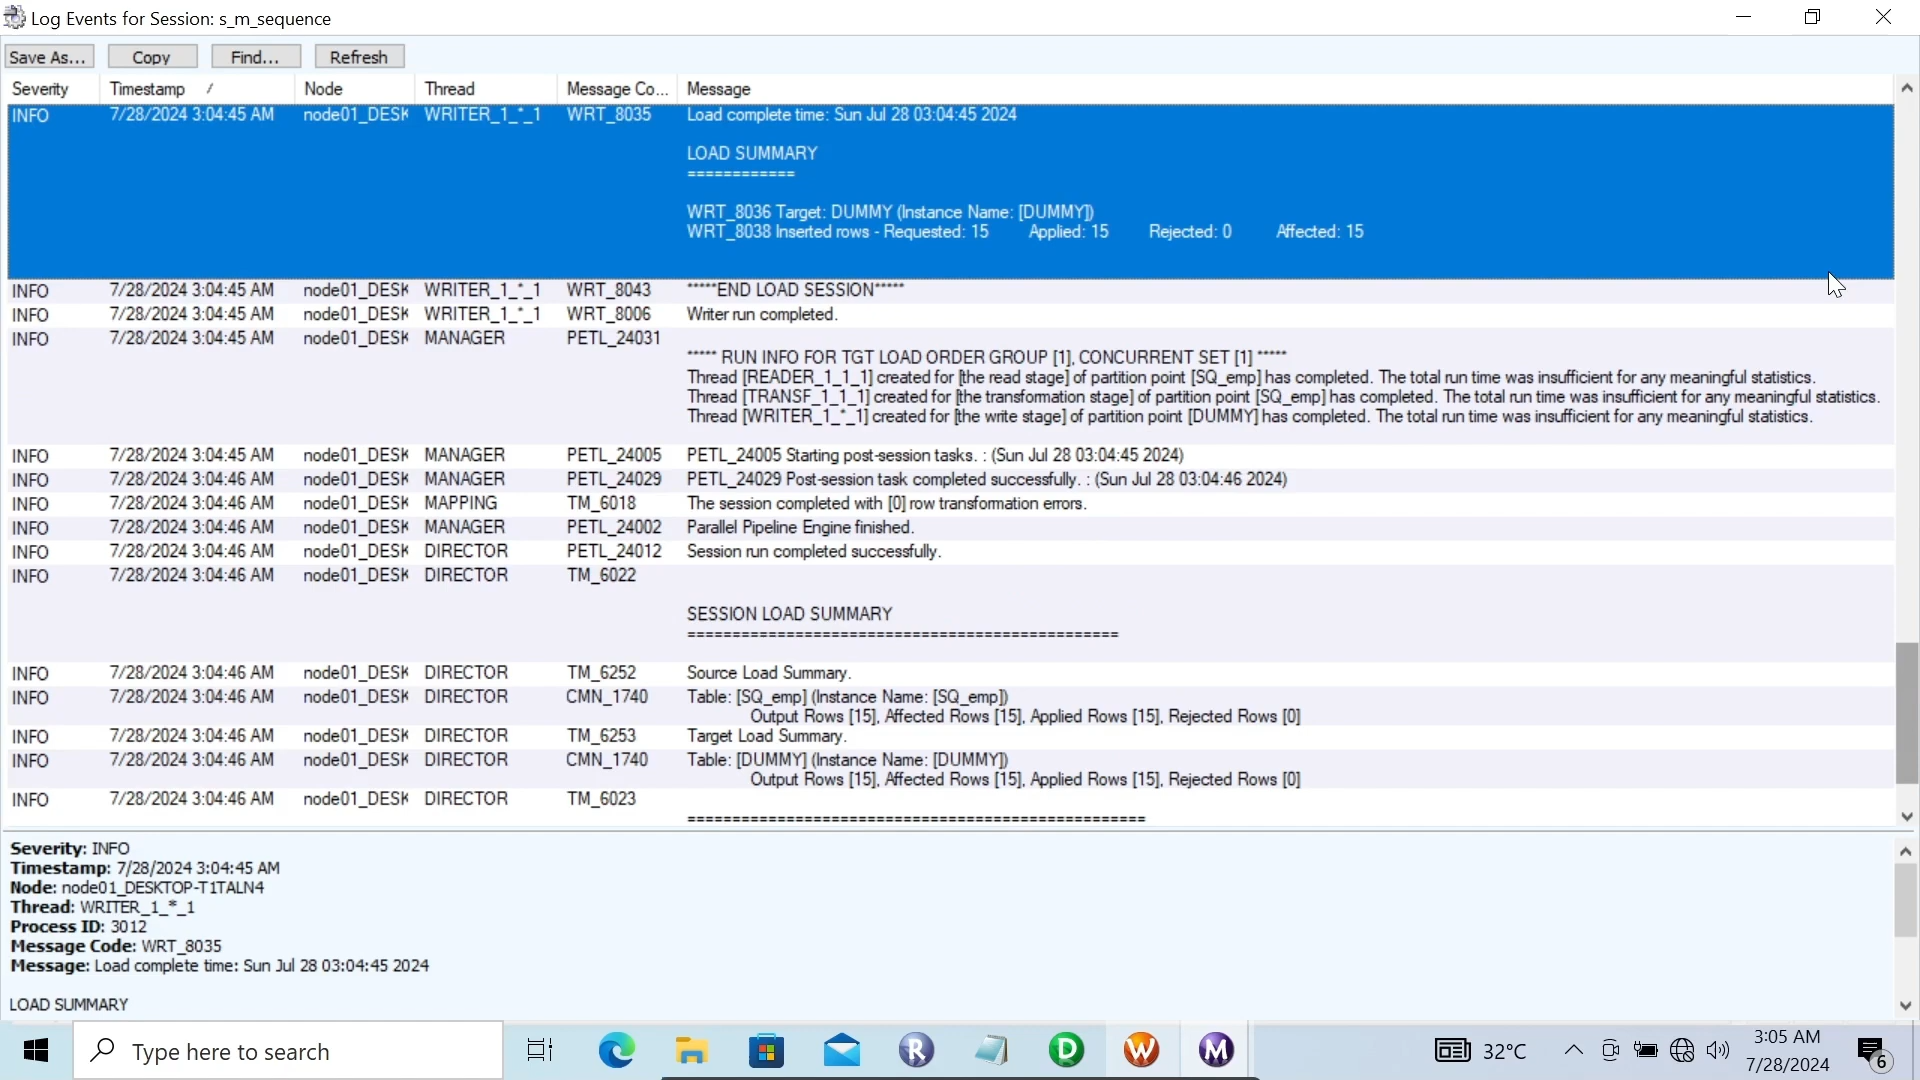 Log Events for Session: s_m_sequence
Save As... Copy Find... Refresh
Severity Timestamp / Node Thread Message Co... Message
INFO 7/28/2024 3:04:45 AM node01_DESK WRITER_1_*_1 WRT_8035 Load complete time: Sun Jul 28 03:04:45 2024
LOAD SUMMARY
============
WRT_8036 Target: DUMMY (Instance Name: [DUMMY])
WRT_8038 Inserted rows - Requested: 15 Applied: 15 Rejected: 0 Affected: 15
INFO 7/28/2024 3:04:45 AM node01_DESK WRITER_1_*_1 WRT_8043 *****END LOAD SESSION*****
INFO 7/28/2024 3:04:45 AM node01_DESK WRITER_1_*_1 WRT_8006 Writer run completed.
INFO 7/28/2024 3:04:45 AM node01_DESK MANAGER PETL_24031
***** RUN INFO FOR TGT LOAD ORDER GROUP [1], CONCURRENT SET [1] *****
Thread [READER_1_1_1] created for [the read stage] of partition point [SQ_emp] has completed. The total run time was insufficient for any meaningful statistics.
Thread [TRANSF_1_1_1] created for [the transformation stage] of partition point [SQ_emp] has completed. The total run time was insufficient for any meaningful statistics.
Thread [WRITER_1_*_1] created for [the write stage] of partition point [DUMMY] has completed. The total run time was insufficient for any meaningful statistics.
INFO 7/28/2024 3:04:45 AM node01_DESK MANAGER PETL_24005 PETL_24005 Starting post-session tasks. : (Sun Jul 28 03:04:45 2024)
INFO 7/28/2024 3:04:46 AM node01_DESK MANAGER PETL_24029 PETL_24029 Post-session task completed successfully. : (Sun Jul 28 03:04:46 2024)
INFO 7/28/2024 3:04:46 AM node01_DESK MAPPING TM_6018 The session completed with [0] row transformation errors.
INFO 7/28/2024 3:04:46 AM node01_DESK MANAGER PETL_24002 Parallel Pipeline Engine finished.
INFO 7/28/2024 3:04:46 AM node01_DESK DIRECTOR PETL_24012 Session run completed successfully.
INFO 7/28/2024 3:04:46 AM node01_DESK DIRECTOR TM_6022
SESSION LOAD SUMMARY
================================================
INFO 7/28/2024 3:04:46 AM node01_DESK DIRECTOR TM_6252 Source Load Summary.
INFO 7/28/2024 3:04:46 AM node01_DESK DIRECTOR CMN_1740 Table: [SQ_emp] (Instance Name: [SQ_emp])
Output Rows [15], Affected Rows [15], Applied Rows [15], Rejected Rows [0]
INFO 7/28/2024 3:04:46 AM node01_DESK DIRECTOR TM_6253 Target Load Summary.
INFO 7/28/2024 3:04:46 AM node01_DESK DIRECTOR CMN_1740 Table: [DUMMY] (Instance Name: [DUMMY])
Output Rows [15], Affected Rows [15], Applied Rows [15], Rejected Rows [0]
INFO 7/28/2024 3:04:46 AM node01_DESK DIRECTOR TM_6023
===================================================
Severity: INFO
Timestamp: 7/28/2024 3:04:45 AM
Node: node01_DESKTOP-T1TALN4
Thread: WRITER_1_*_1
Process ID: 3012
Message Code: WRT_8035
Message: Load complete time: Sun Jul 28 03:04:45 2024
LOAD SUMMARY
Type here to search R D W M 32°C 3:05 AM
7/28/2024 6